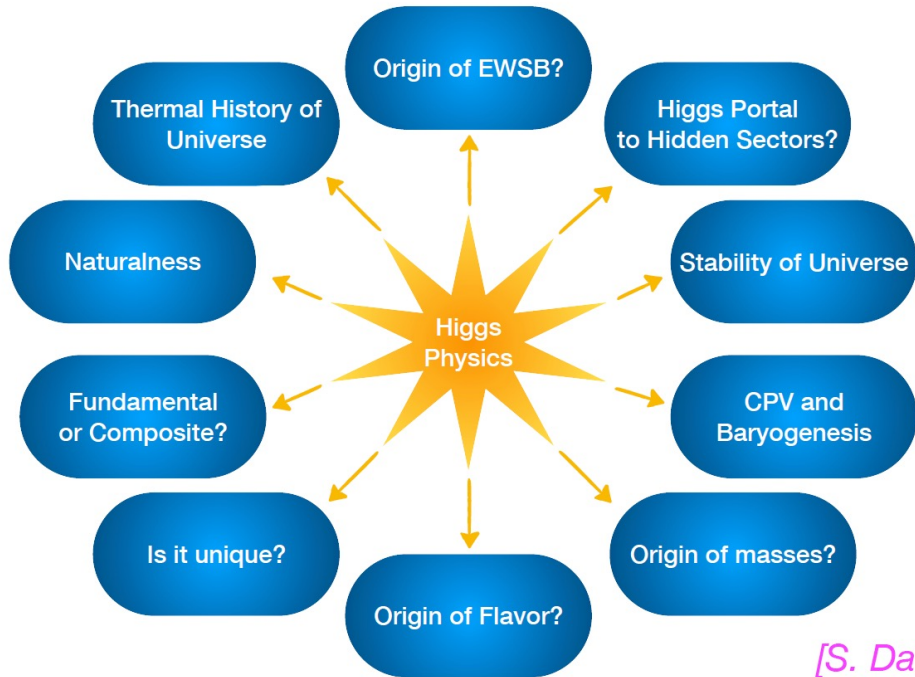 Origin of EWSB?
Thermal History of
Universe
Higgs Portal
to Hidden Sectors?
Naturalness
Stability of Universe
Higgs
Physics
Fundamental
or Composite?
CPV and
Baryogenesis
Is it unique?
Origin of masses?
Origin of Flavor?
[S. Da